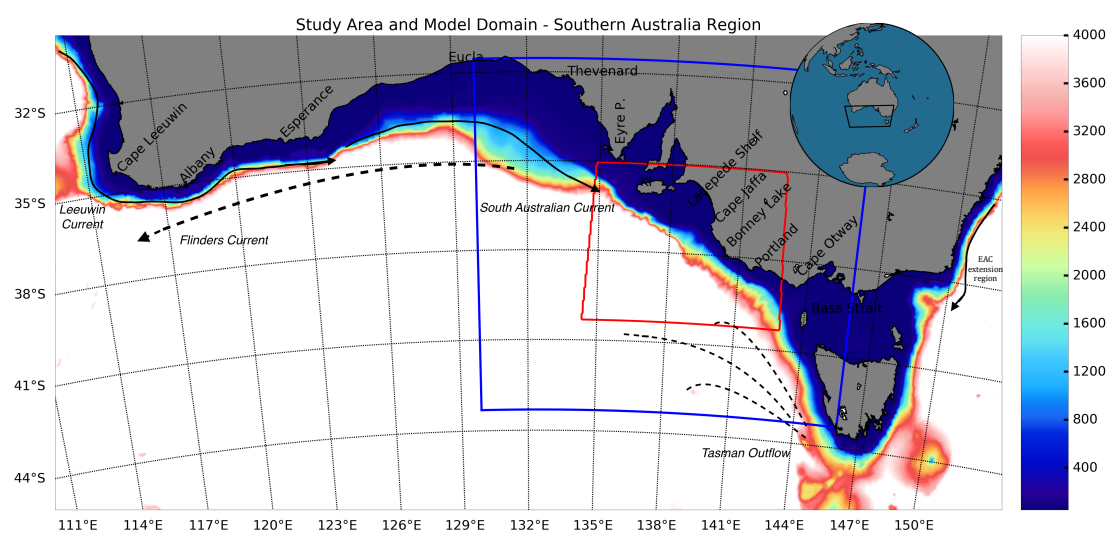 Study Area and Model Domain - Southern Australia Region
Eucla
Thevenard
Eyre P.
Esperance
Cape Leeuwin
Albany
KI
Lacepede Shelf
Cape Jaffa
Bonney Lake
Portland
Cape Otway
Bass Strait
Leeuwin
Current
Flinders Current
South Australian Current
Tasman Outflow
EAC
extension
region
32°S
35°S
38°S
41°S
44°S
111°E 114°E 117°E 120°E 123°E 126°E 129°E 132°E 135°E 138°E 141°E 144°E 147°E 150°E
4000
3600
3200
2800
2400
2000
1600
1200
800
400